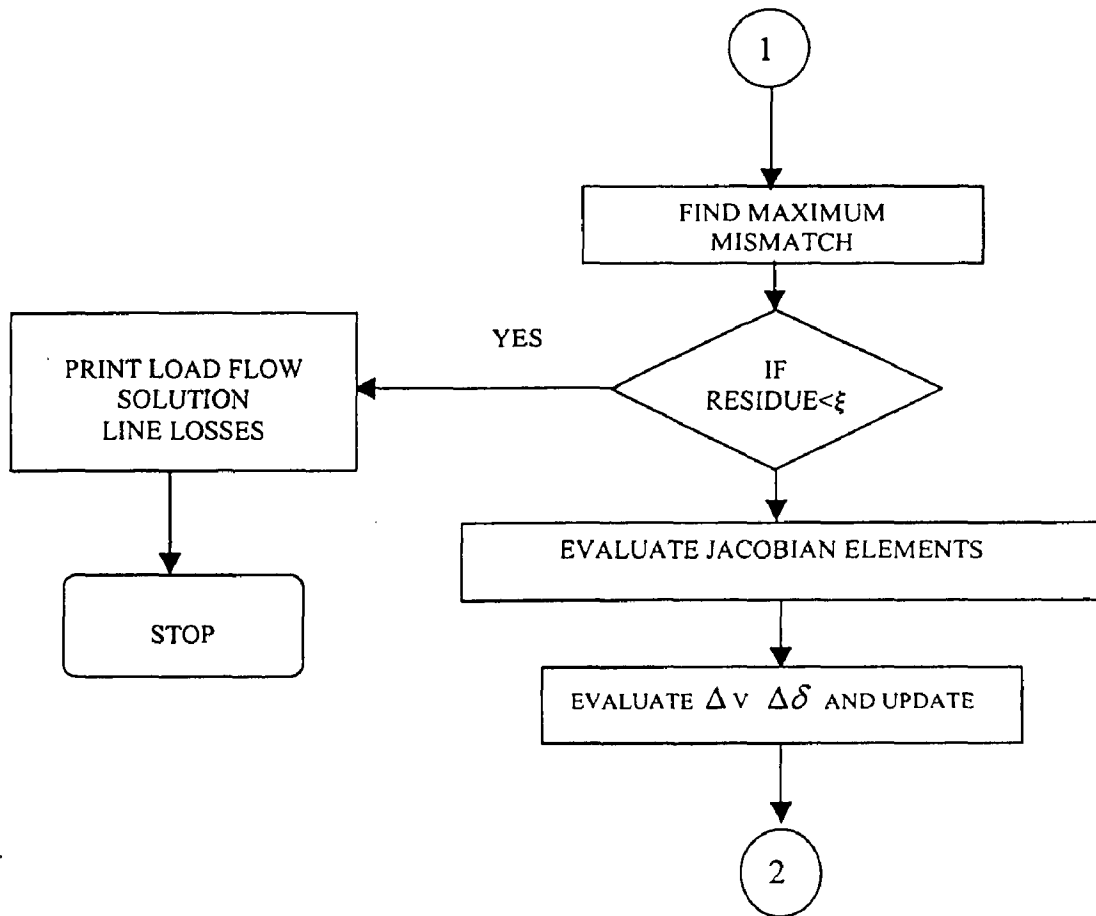 1
FIND MAXIMUM
MISMATCH
YES
IF
RESIDUE<ξ
PRINT LOAD FLOW
SOLUTION
LINE LOSSES
EVALUATE JACOBIAN ELEMENTS
STOP
EVALUATE Δ V Δδ AND UPDATE
2